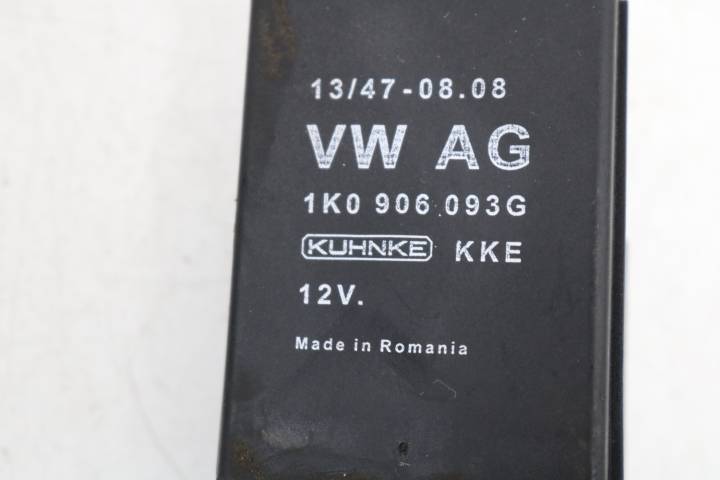 13/47-08.08
VW AG
1K0 906 093G
KUHNKE KKE
12V.
Made in Romania